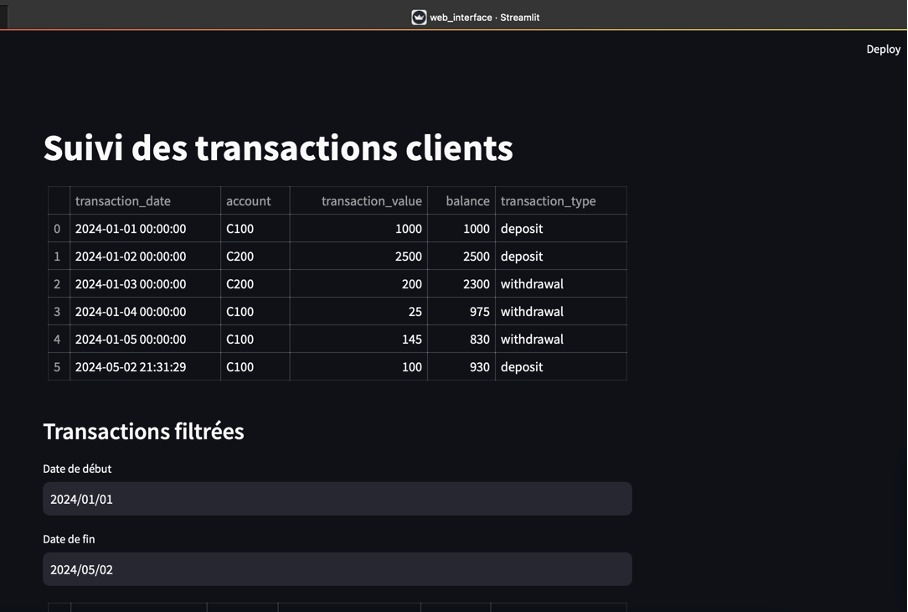 web_interface · Streamlit
Deploy
Suivi des transactions clients
transaction_date account transaction_value balance transaction_type
0 2024-01-01 00:00:00 C100 1000 1000 deposit
1 2024-01-02 00:00:00 C200 2500 2500 deposit
2 2024-01-03 00:00:00 C200 200 2300 withdrawal
3 2024-01-04 00:00:00 C100 25 975 withdrawal
4 2024-01-05 00:00:00 C100 145 830 withdrawal
5 2024-05-02 21:31:29 C100 100 930 deposit
Transactions filtrées
Date de début
2024/01/01
Date de fin
2024/05/02